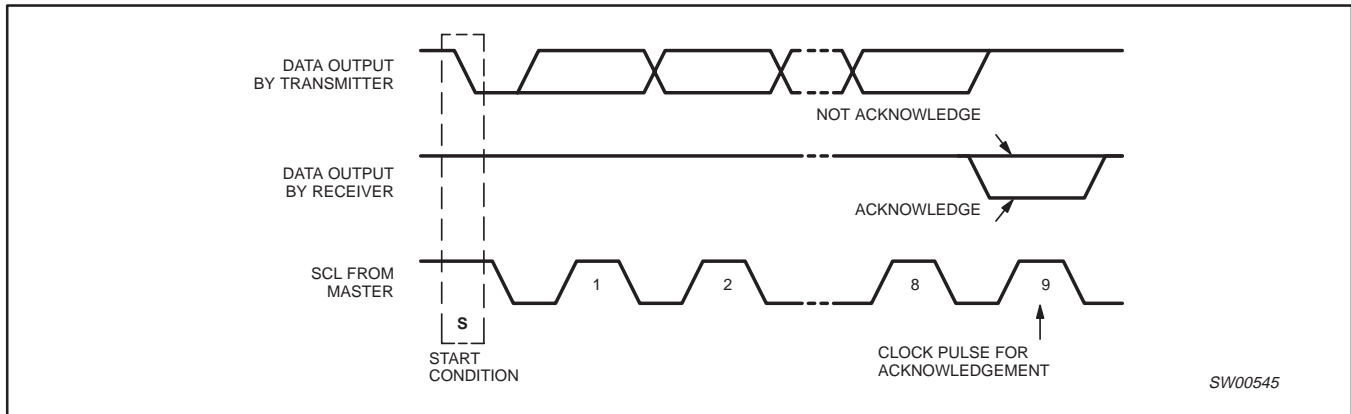 DATA OUTPUT
BY TRANSMITTER
NOT ACKNOWLEDGE
DATA OUTPUT
BY RECEIVER
ACKNOWLEDGE
SCL FROM
MASTER
1
2
8
9
S
START
CONDITION
CLOCK PULSE FOR
ACKNOWLEDGEMENT
SW00545